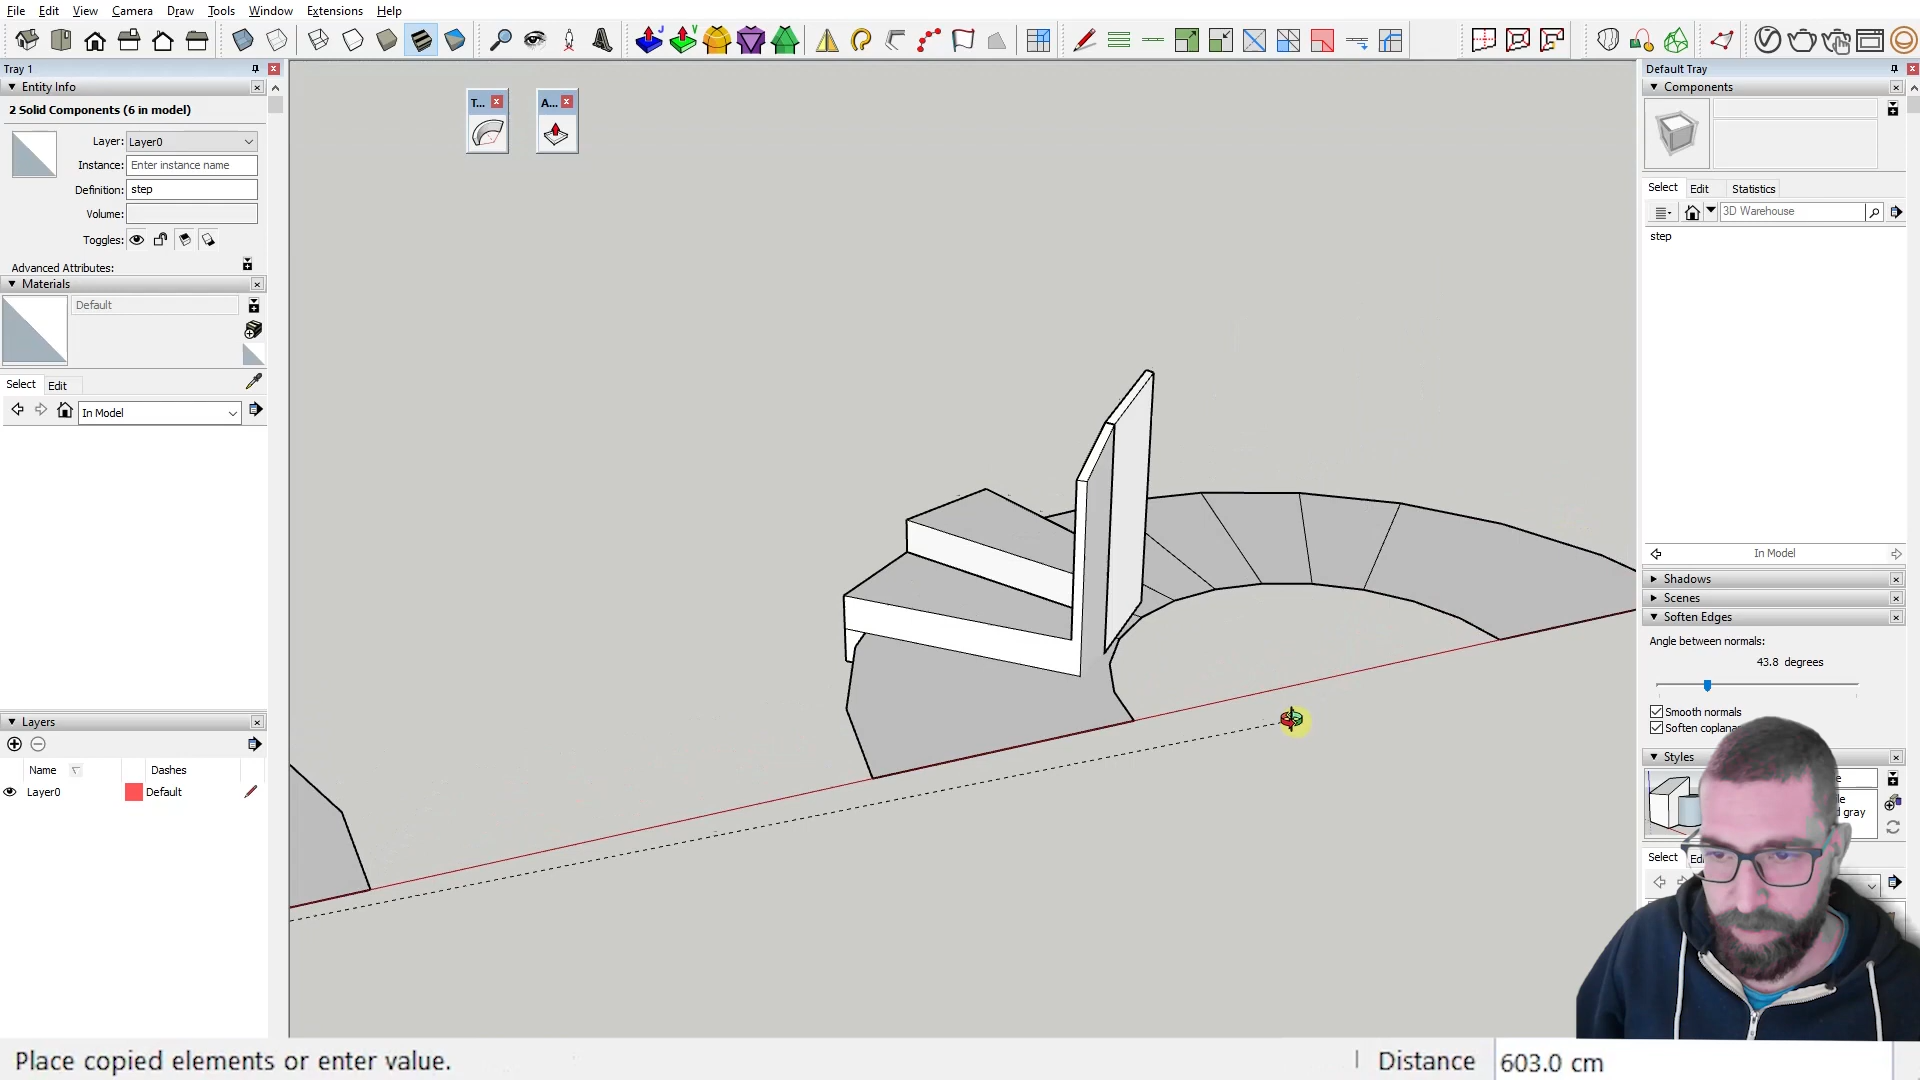 File Edit View Camera Draw Tools Window Extensions Help
Tray 1
Entity Info
2 Solid Components (6 in model)
Layer: Layer0
Instance: Enter instance name
Definition: step
Volume:
Toggles:
Advanced Attributes:
Materials
Default
Select Edit
In Model
Layers
Name Dashes
Layer0 Default
T...
A...
Default Tray
Components
Select Edit Statistics
3D Warehouse
step
In Model
Shadows
Scenes
Soften Edges
Angle between normals:
43.8 degrees
Smooth normals
Soften coplana
Styles
gray
Select
Place copied elements or enter value.
Distance 603.0 cm